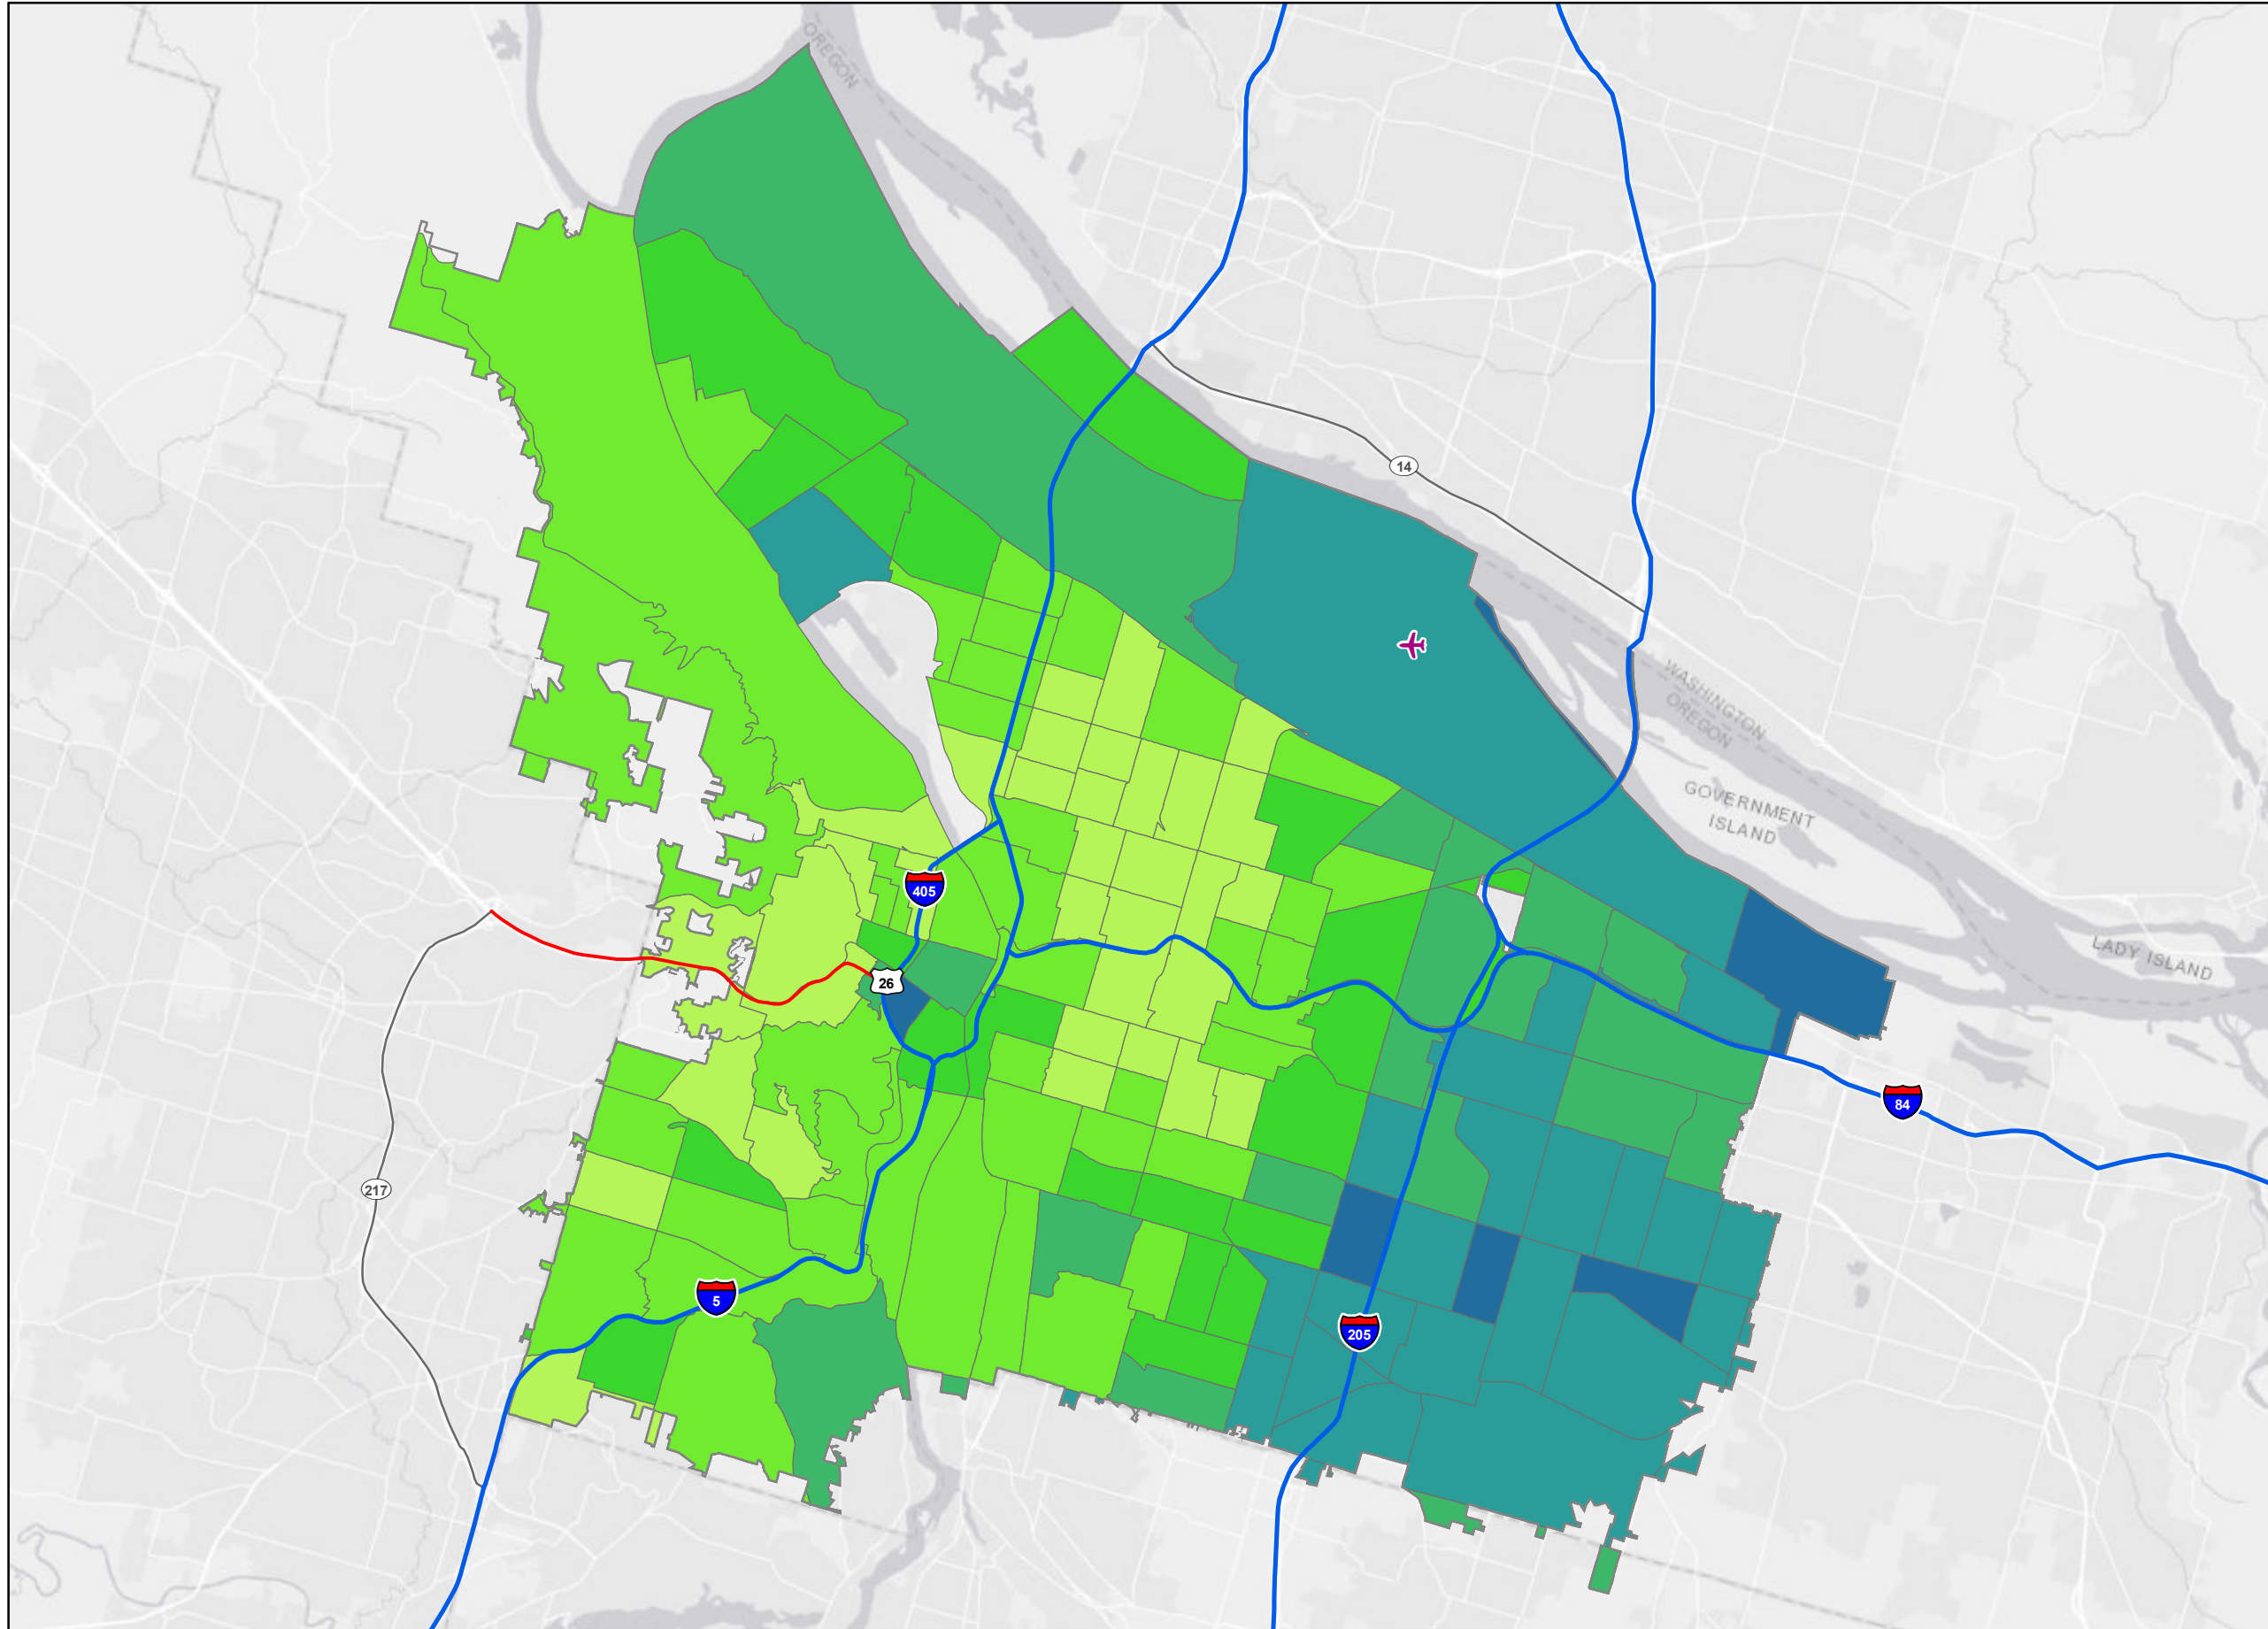 OREGON
14
WASHINGTON
OREGON
GOVERNMENT
ISLAND
405
LADY ISLAND
26
84
217
5
205